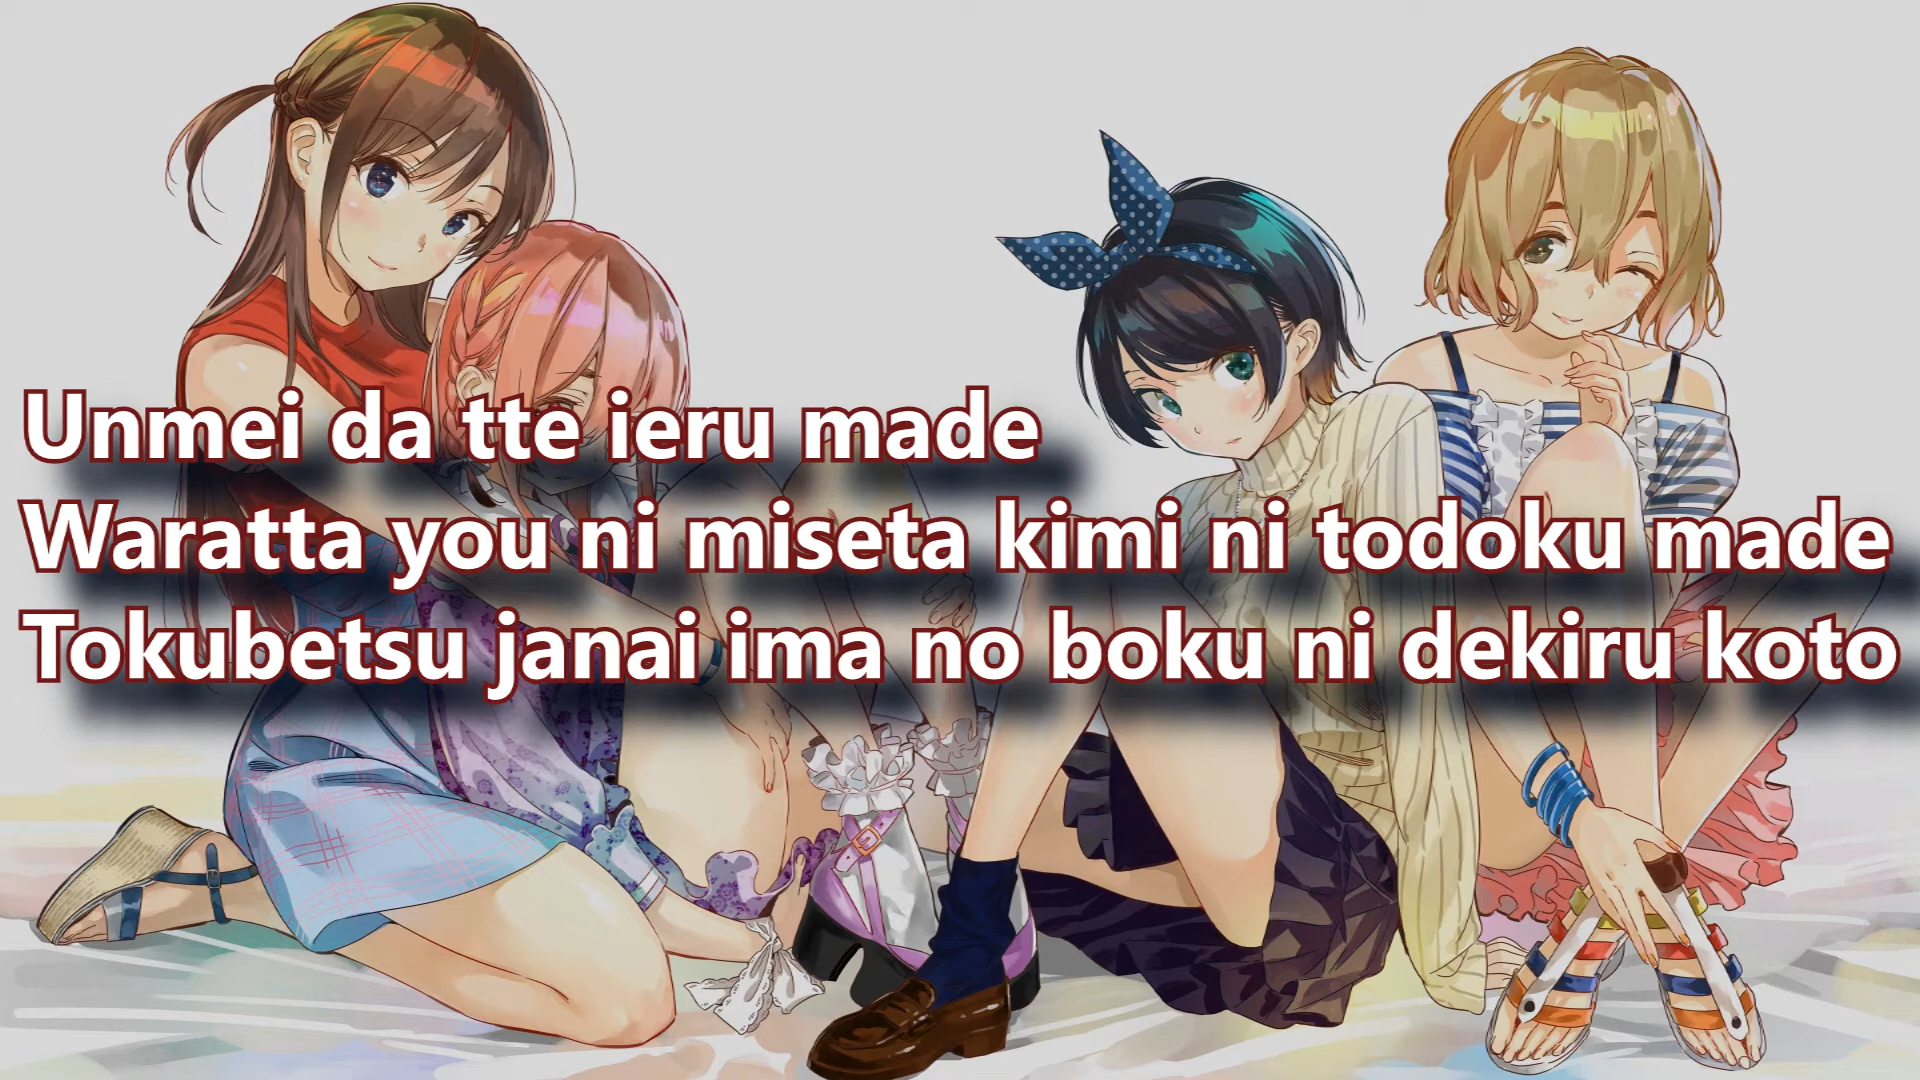 Unmei da tte ieru made
Waratta you ni miseta kimi ni todoku made
Tokubetsu janai ima no boku ni dekiru koto